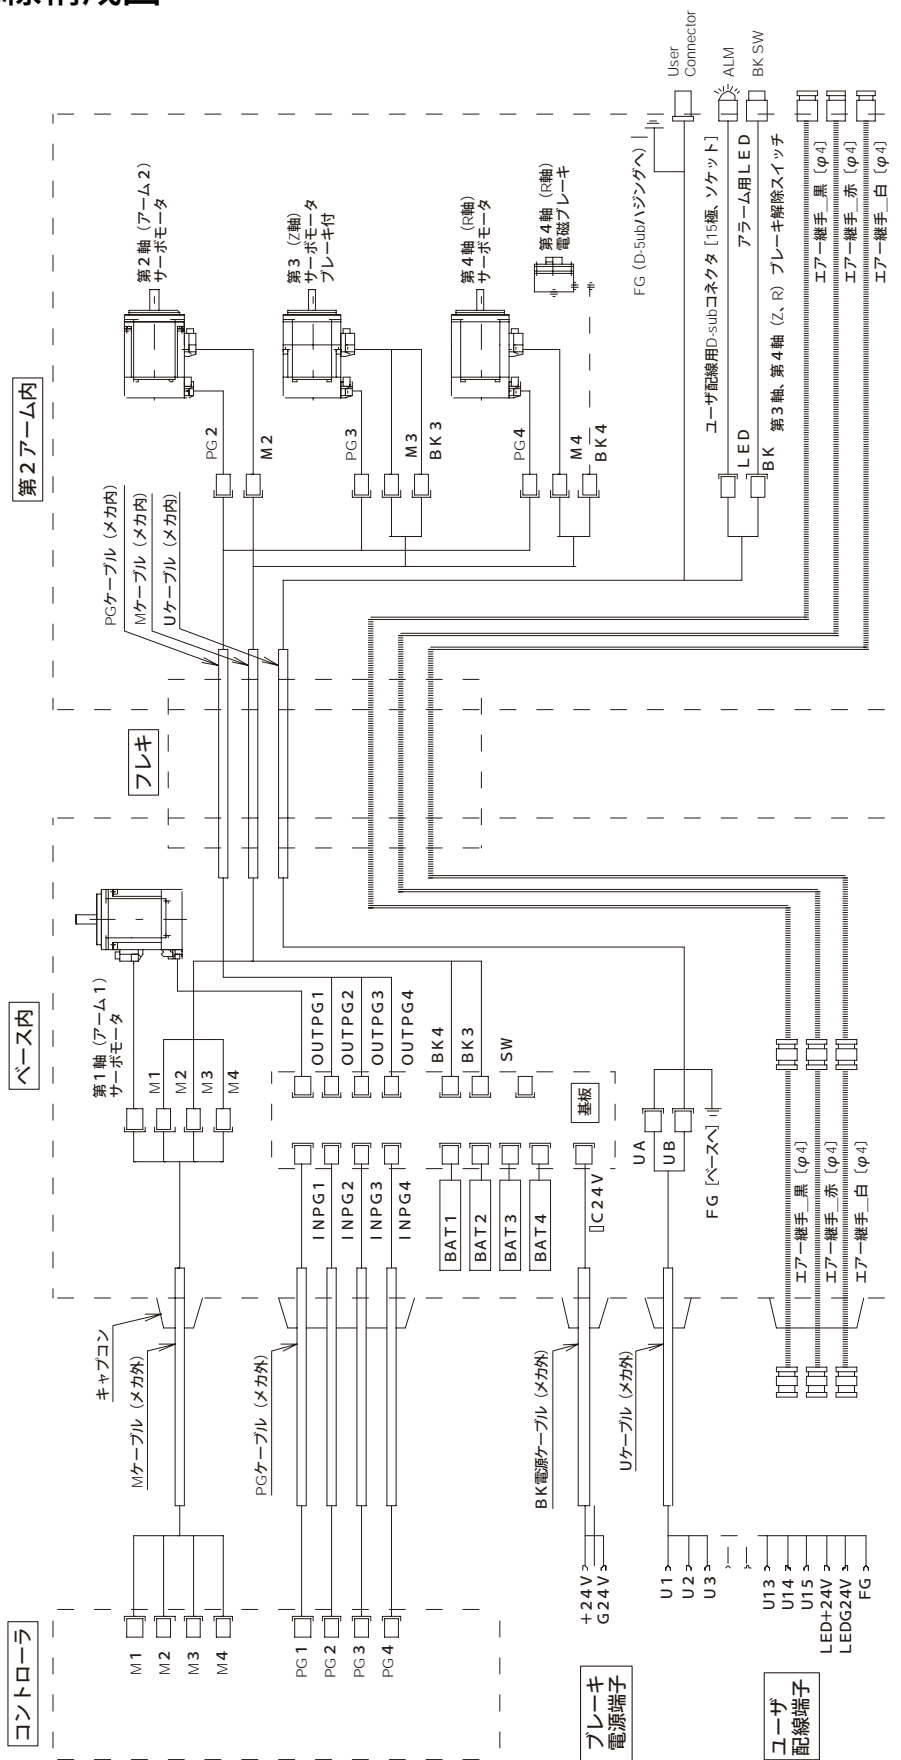 線構成図
第2アーム内
PGケーブル（メカ内）
Mケーブル（メカ内）
Uケーブル（メカ内）
第2軸（アーム2）
サーボモータ
第3（Z軸）
サーボモータ
ブレーキ付
第4軸（R軸）
サーボモータ
第4軸（R軸）
電磁ブレーキ
PG2
M2
PG3
M3
BK3
PG4
M4
BK4
FG（D-5ubハジングへ）
User
Connector
ALM
BK SW
ユーザ配線用D-subコネクタ［15極、ソケット］
LED
アラーム用LED
BK
第3軸、第4軸（Z、R）ブレーキ解除スイッチ
エアー継手＿黒〔φ4〕
エアー継手＿赤〔φ4〕
エアー継手＿白〔φ4〕
フレキ
ベース内
第1軸（アーム1）
サーボモータ
M1
M2
M3
M4
OUTPG1
OUTPG2
OUTPG3
OUTPG4
BK4
BK3
SW
基板
INPG1
INPG2
INPG3
INPG4
BAT1
BAT2
BAT3
BAT4
C24V
UA
UB
FG［ベースへ］
エアー継手＿黒〔φ4〕
エアー継手＿赤〔φ4〕
エアー継手＿白〔φ4〕
キャプコン
Mケーブル（メカ外）
PGケーブル（メカ外）
BK電源ケーブル（メカ外）
Uケーブル（メカ外）
コントローラ
M1
M2
M3
M4
PG1
PG2
PG3
PG4
+24V
G24V
ブレーキ
電源端子
U1
U2
U3
U13
U14
U15
LED+24V
LEDG24V
FG
ユーザ
配線端子